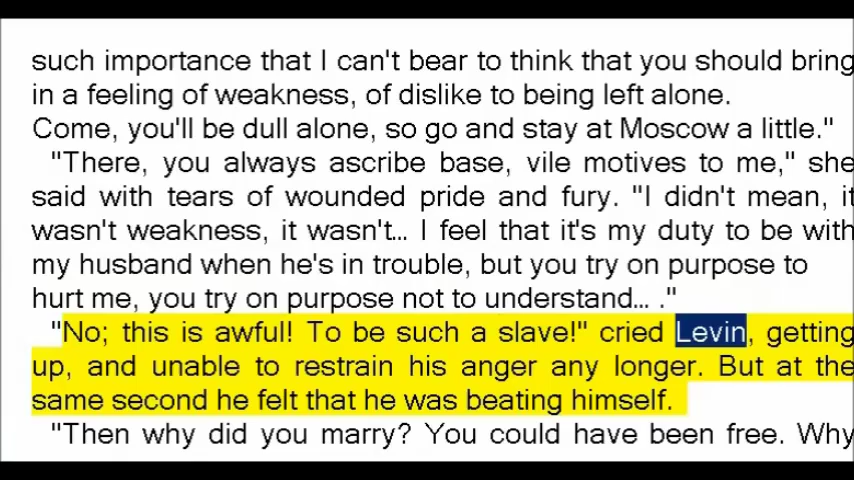 such importance that I can't bear to think that you should bring
in a feeling of weakness, of dislike to being left alone.
Come, you'll be dull alone, so go and stay at Moscow a little."
"There, you always ascribe base, vile motives to me," she
said with tears of wounded pride and fury. "I didn't mean, it
wasn't weakness, it wasn't... I feel that it's my duty to be with
my husband when he's in trouble, but you try on purpose to
hurt me, you try on purpose not to understand... ."
"No; this is awful! To be such a slave!" cried Levin, getting
up, and unable to restrain his anger any longer. But at the
same second he felt that he was beating himself.
"Then why did you marry? You could have been free. Why